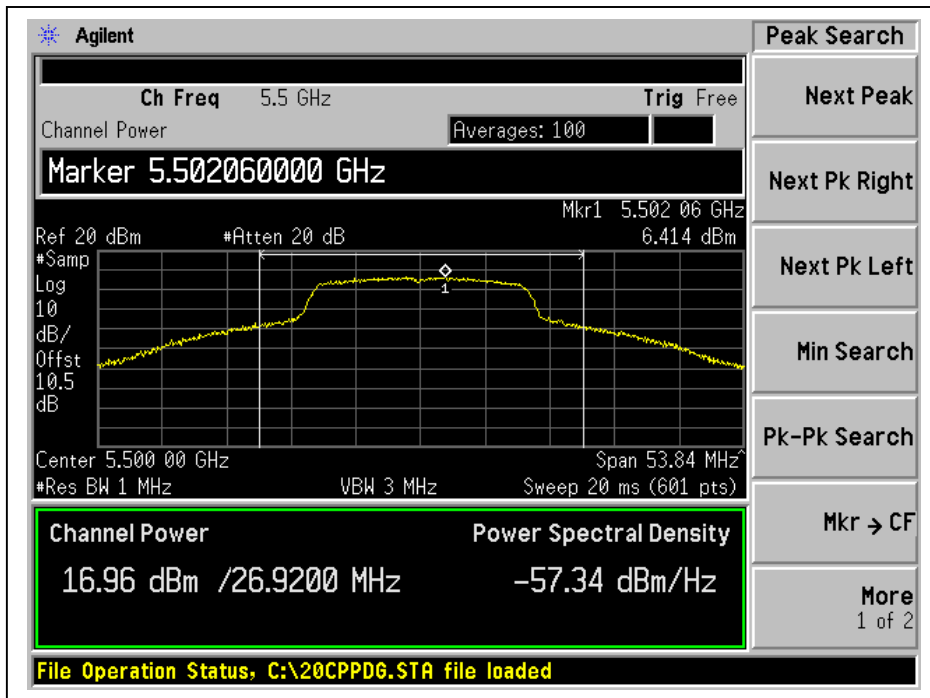 Agilent
Peak Search
Ch Freq 5.5 GHz Trig Free
Channel Power Averages: 100
Marker 5.502060000 GHz
Mkr1 5.502 06 GHz
Ref 20 dBm #Atten 20 dB 6.414 dBm
#Samp
Log
10
dB/
Offst
10.5
dB
1
Center 5.500 00 GHz Span 53.84 MHz^
#Res BW 1 MHz VBW 3 MHz Sweep 20 ms (601 pts)
Channel Power Power Spectral Density
16.96 dBm /26.9200 MHz -57.34 dBm/Hz
File Operation Status, C:\20CPPDG.STA file loaded
Next Peak
Next Pk Right
Next Pk Left
Min Search
Pk-Pk Search
Mkr → CF
More
1 of 2